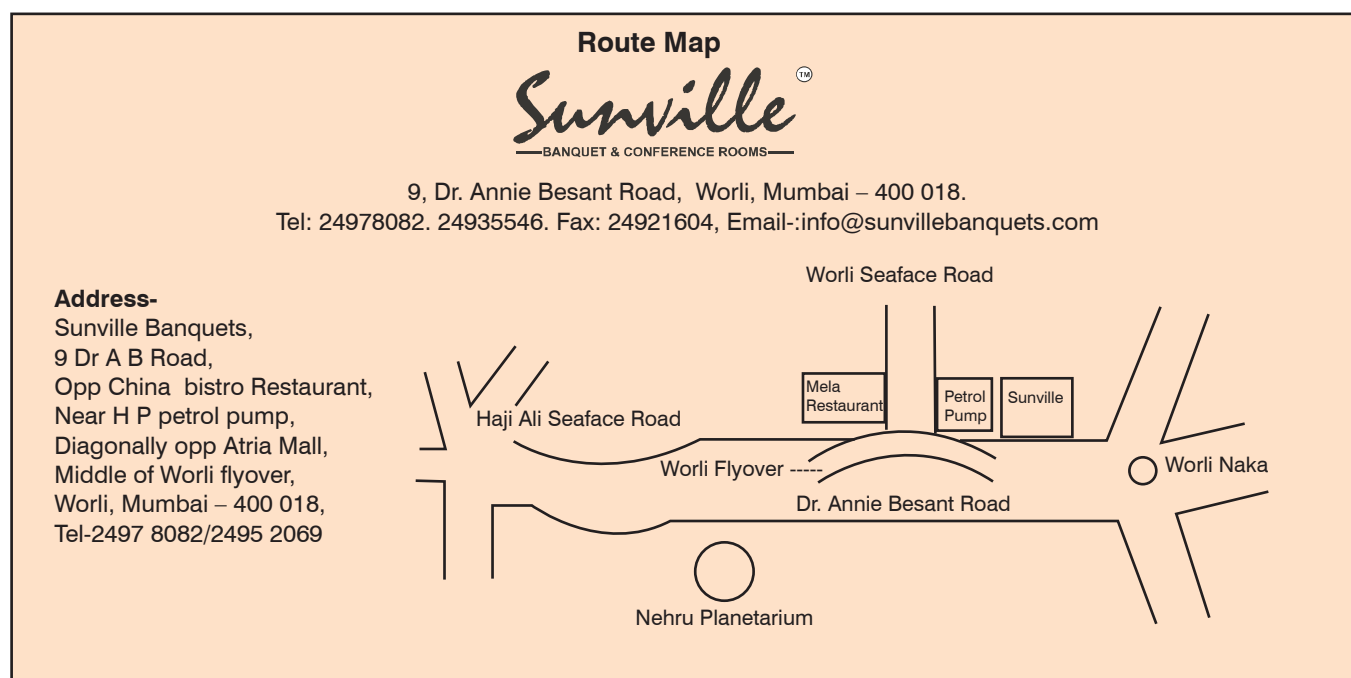 Route Map
Sunville
TM
BANQUET & CONFERENCE ROOMS
9, Dr. Annie Besant Road, Worli, Mumbai – 400 018.
Tel: 24978082. 24935546. Fax: 24921604, Email-:info@sunvillebanquets.com
Address-
Sunville Banquets,
9 Dr A B Road,
Opp China bistro Restaurant,
Near H P petrol pump,
Diagonally opp Atria Mall,
Middle of Worli flyover,
Worli, Mumbai – 400 018,
Tel-2497 8082/2495 2069
Worli Seaface Road
Mela
Restaurant
Petrol
Pump
Sunville
Haji Ali Seaface Road
Worli Flyover -----
Worli Naka
Dr. Annie Besant Road
Nehru Planetarium